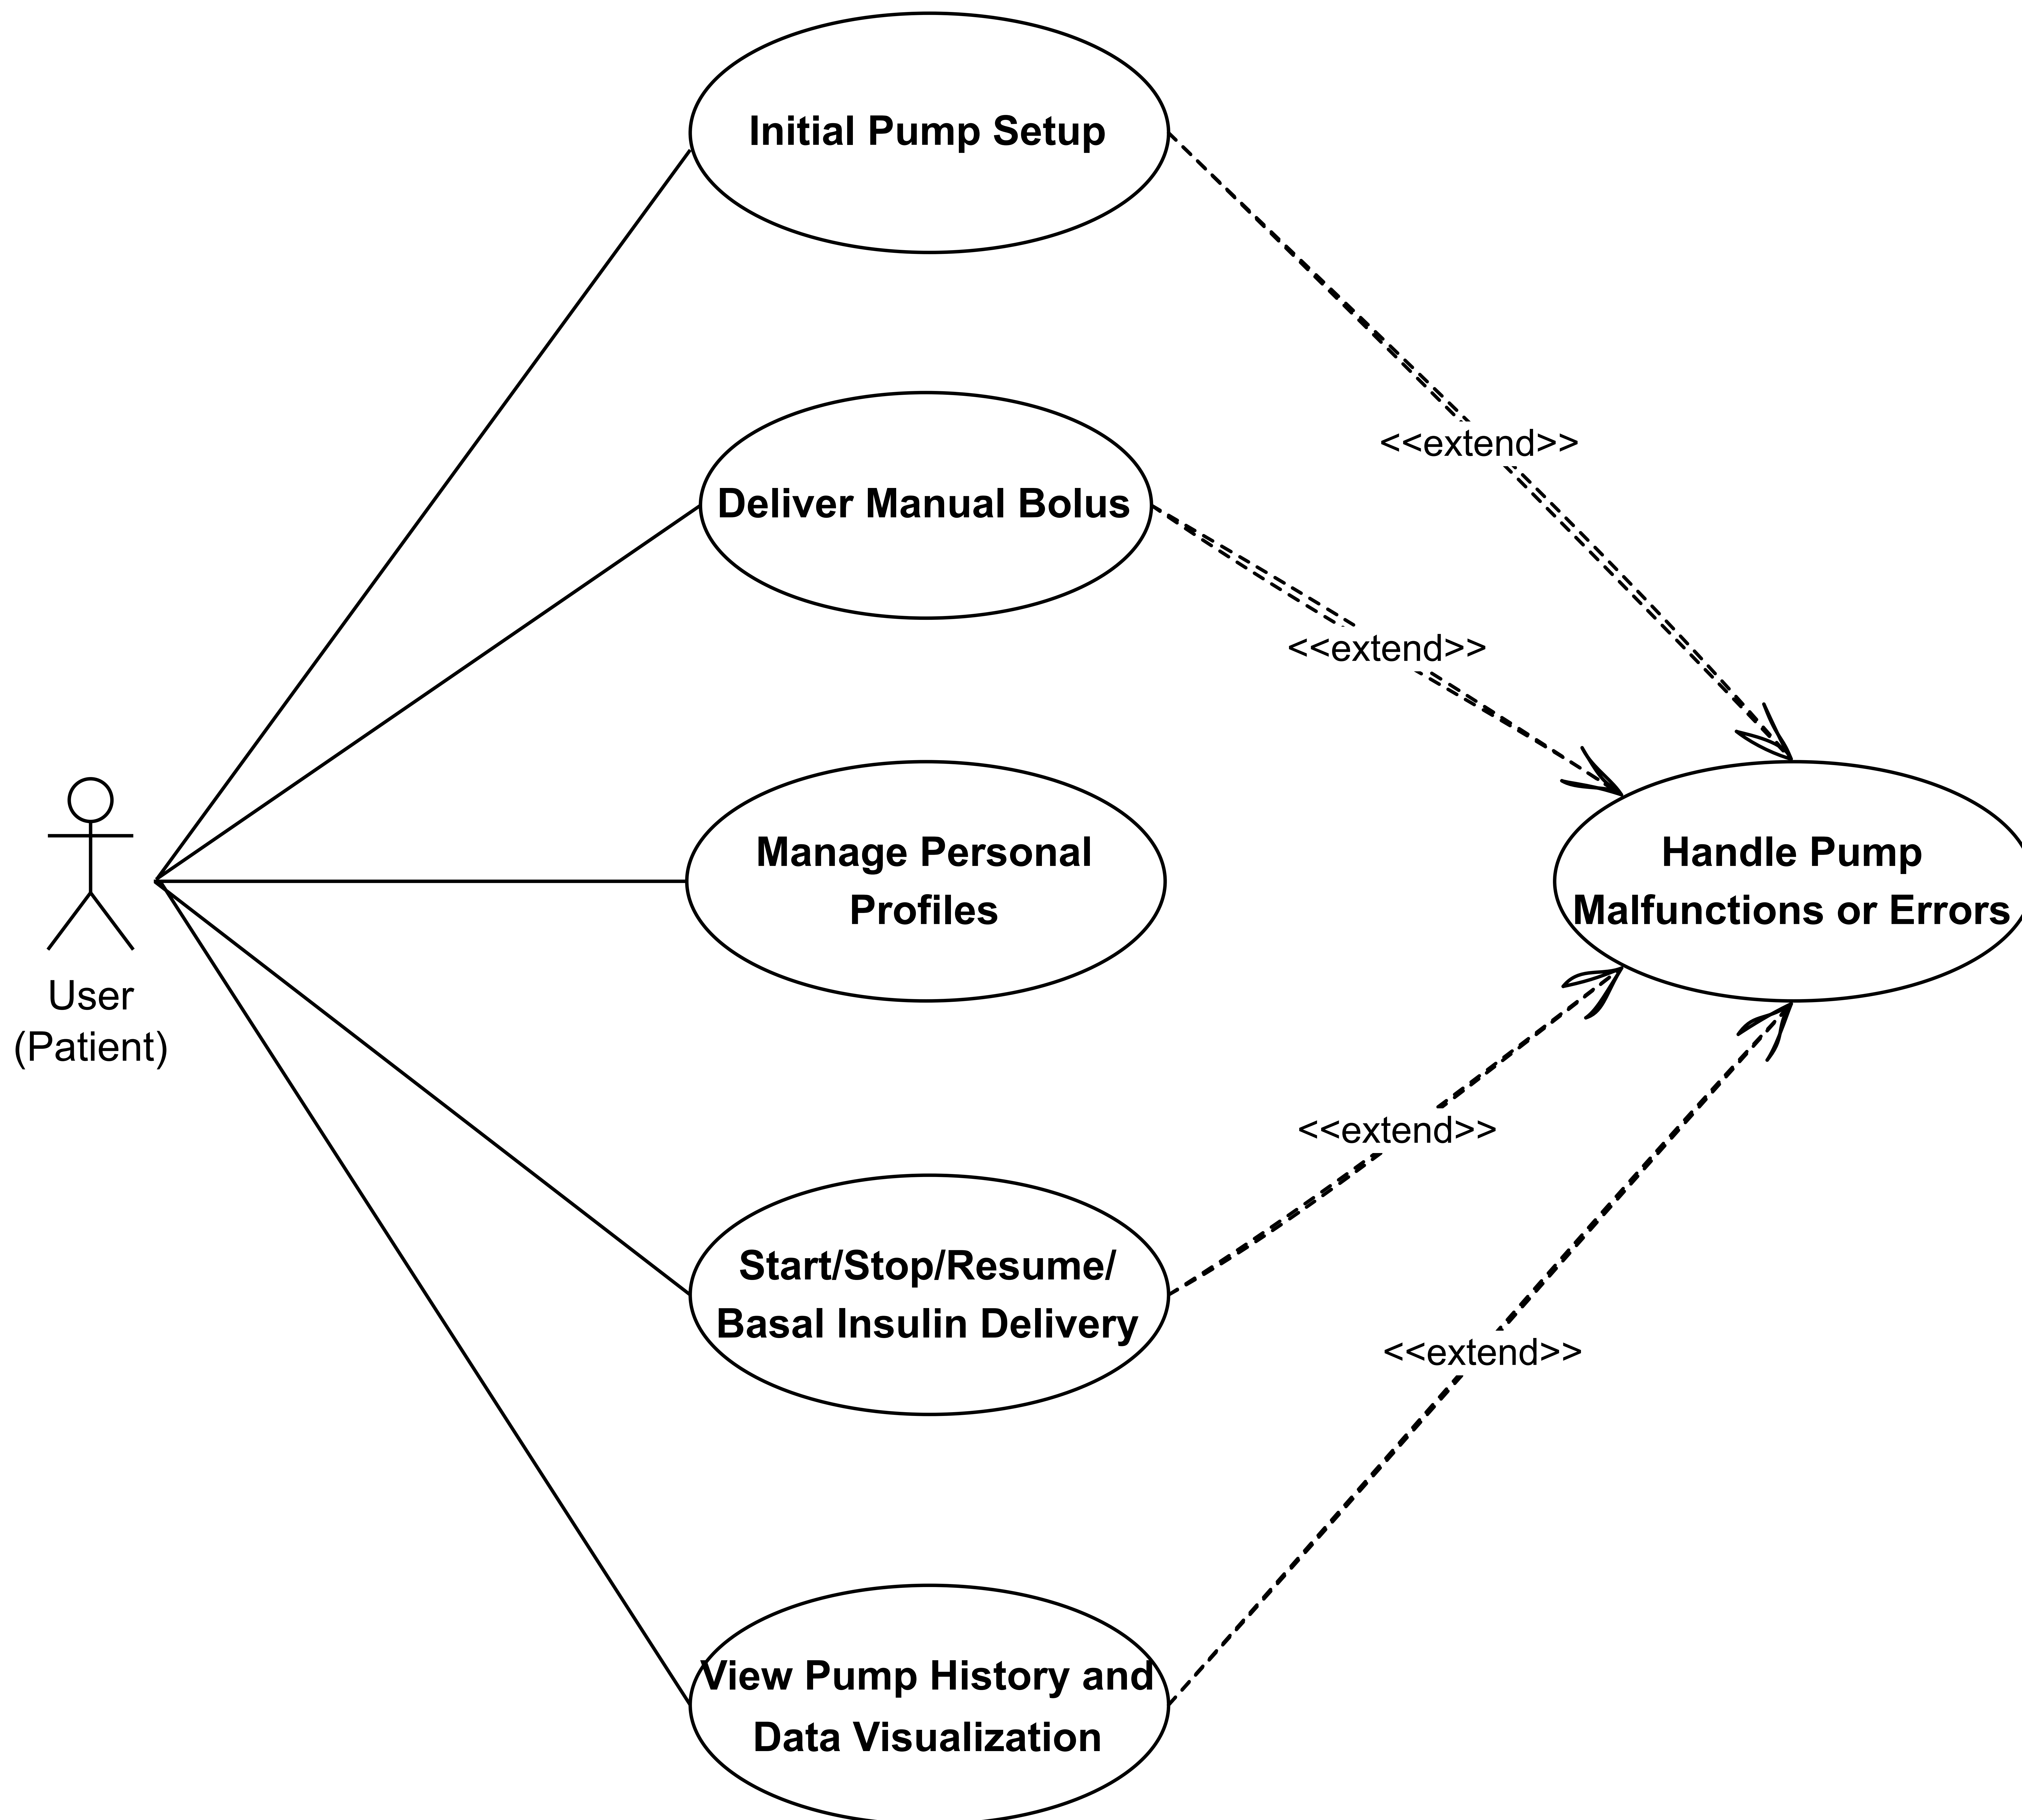 Initial Pump Setup
<<extend>>
Deliver Manual Bolus
<<extend>>
Manage Personal
Profiles
Handle Pump
Malfunctions or Errors
User
(Patient)
<<extend>>
Start/Stop/Resume/
Basal Insulin Delivery
<<extend>>
View Pump History and
Data Visualization